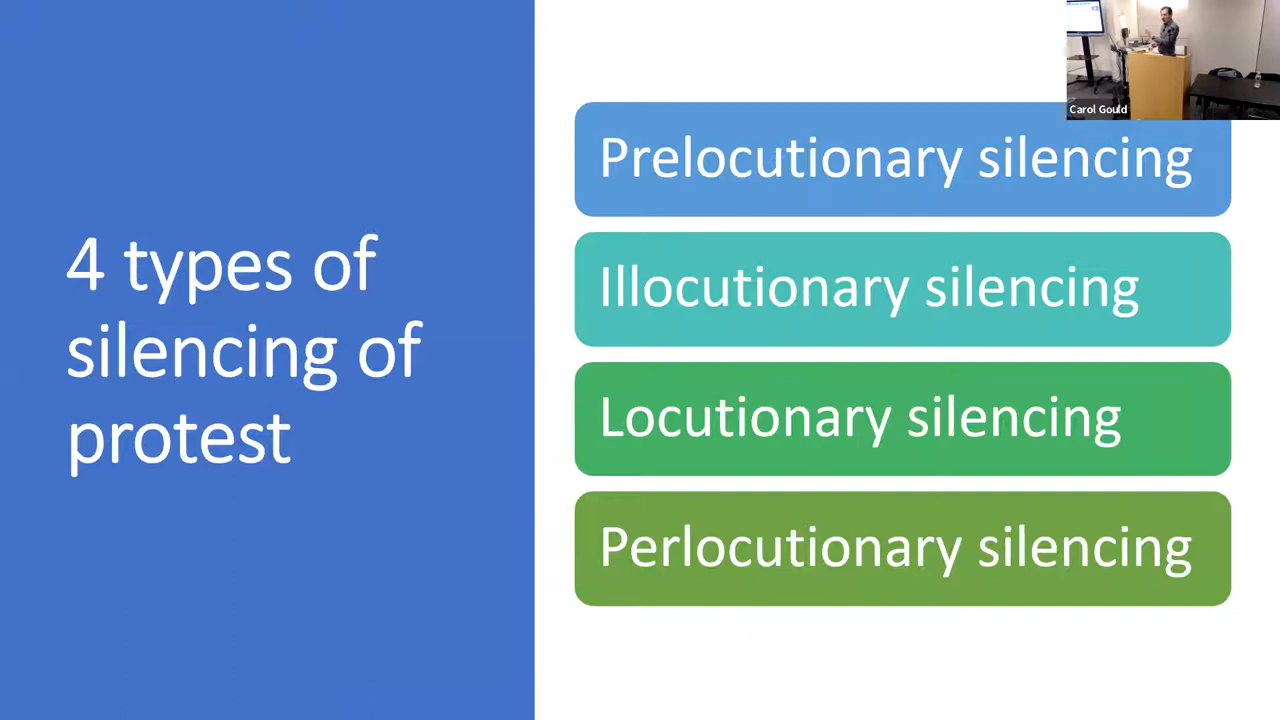 4 types of
silencing of
protest
Prelocutionary silencing
Illocutionary silencing
Locutionary silencing
Perlocutionary silencing
Carol Gould